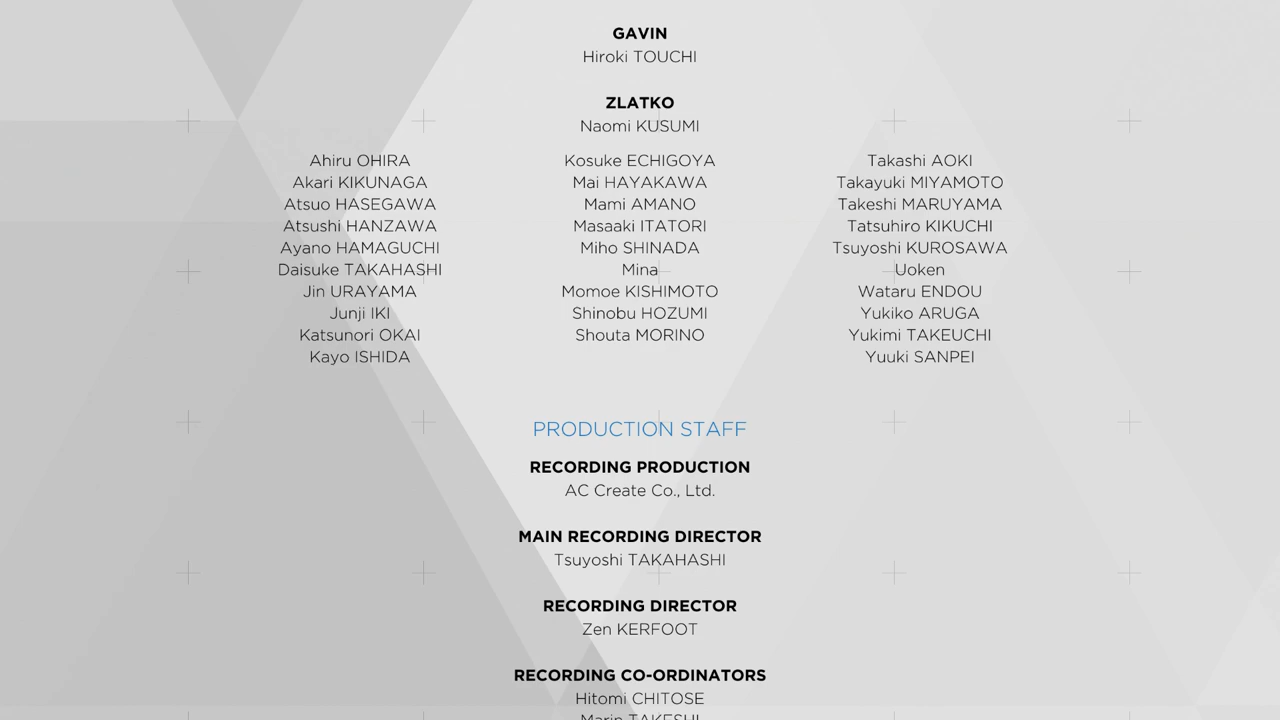 GAVIN
Hiroki TOUCHI
ZLATKO
Naomi KUSUMI
Ahiru OHIRA
Akari KIKUNAGA
Atsuo HASEGAWA
Atsushi HANZAWA
Ayano HAMAGUCHI
Daisuke TAKAHASHI
Jin URAYAMA
Junji IKI
Katsunori OKAI
Kayo ISHIDA
Kosuke ECHIGOYA
Mai HAYAKAWA
Mami AMANO
Masaaki ITATORI
Miho SHINADA
Mina
Momoe KISHIMOTO
Shinobu HOZUMI
Shouta MORINO
Takashi AOKI
Takayuki MIYAMOTO
Takeshi MARUYAMA
Tatsuhiro KIKUCHI
Tsuyoshi KUROSAWA
Uoken
Wataru ENDOU
Yukiko ARUGA
Yukimi TAKEUCHI
Yuuki SANPEI
PRODUCTION STAFF
RECORDING PRODUCTION
AC Create Co., Ltd.
MAIN RECORDING DIRECTOR
Tsuyoshi TAKAHASHI
RECORDING DIRECTOR
Zen KERFOOT
RECORDING CO-ORDINATORS
Hitomi CHITOSE
Marin TAKESHI